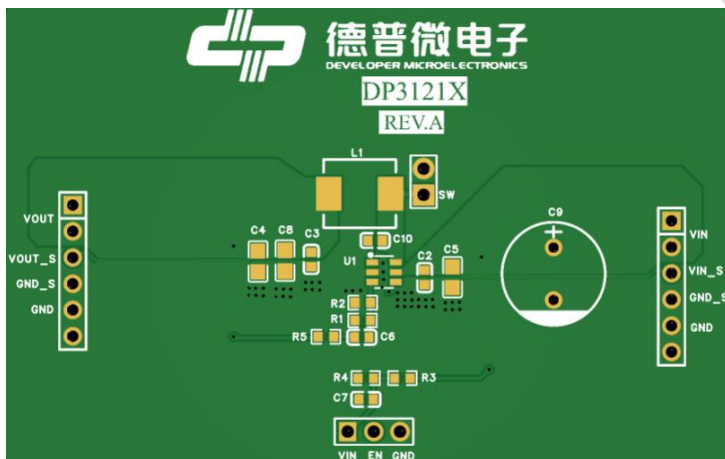 德普微电子
DEVELOPER MICROELECTRONICS
DP3121X
REV.A
L1
SW
C9
VOUT
VOUT_S
GND_S
GND
C4
C8
C3
C10
U1
C2
C5
VIN
VIN_S
GND_S
GND
R2
R1
R5
C6
R4
R3
C7
VIN EN GND